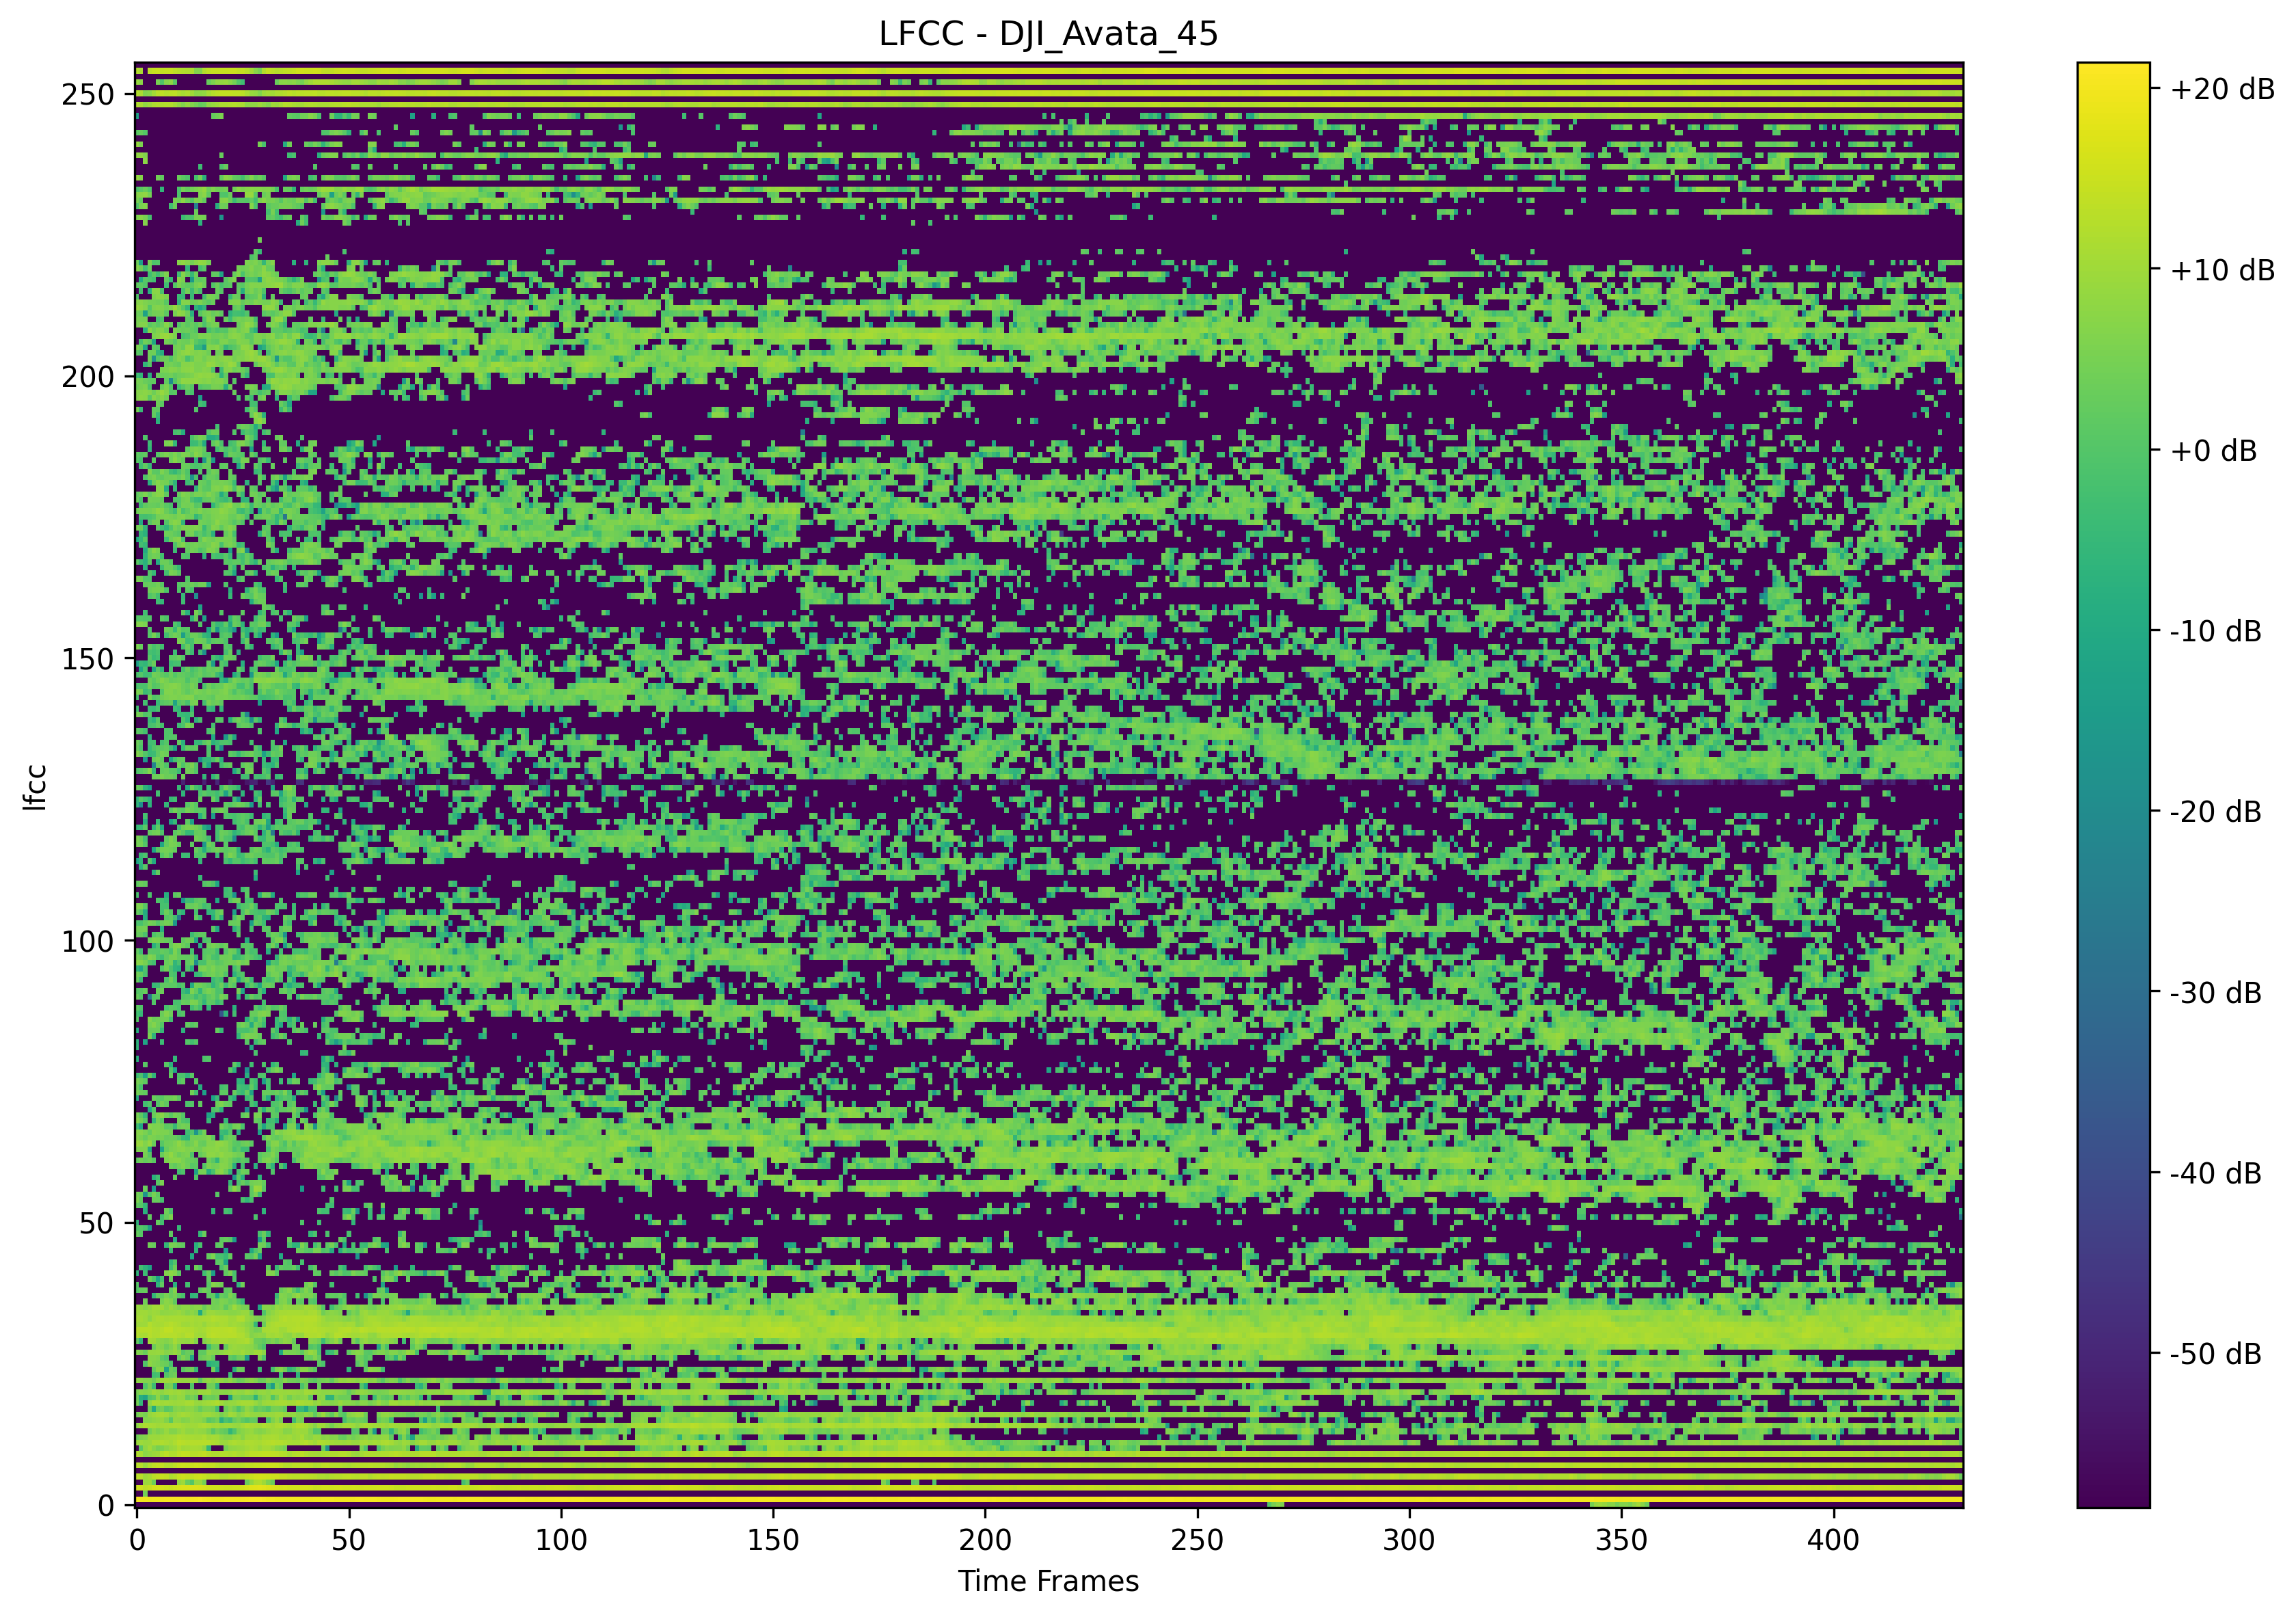 LFCC - DJI_Avata_45
250
200
150
100
50
0
lfcc
0 50 100 150 200 250 300 350 400
Time Frames
+20 dB
+10 dB
+0 dB
-10 dB
-20 dB
-30 dB
-40 dB
-50 dB